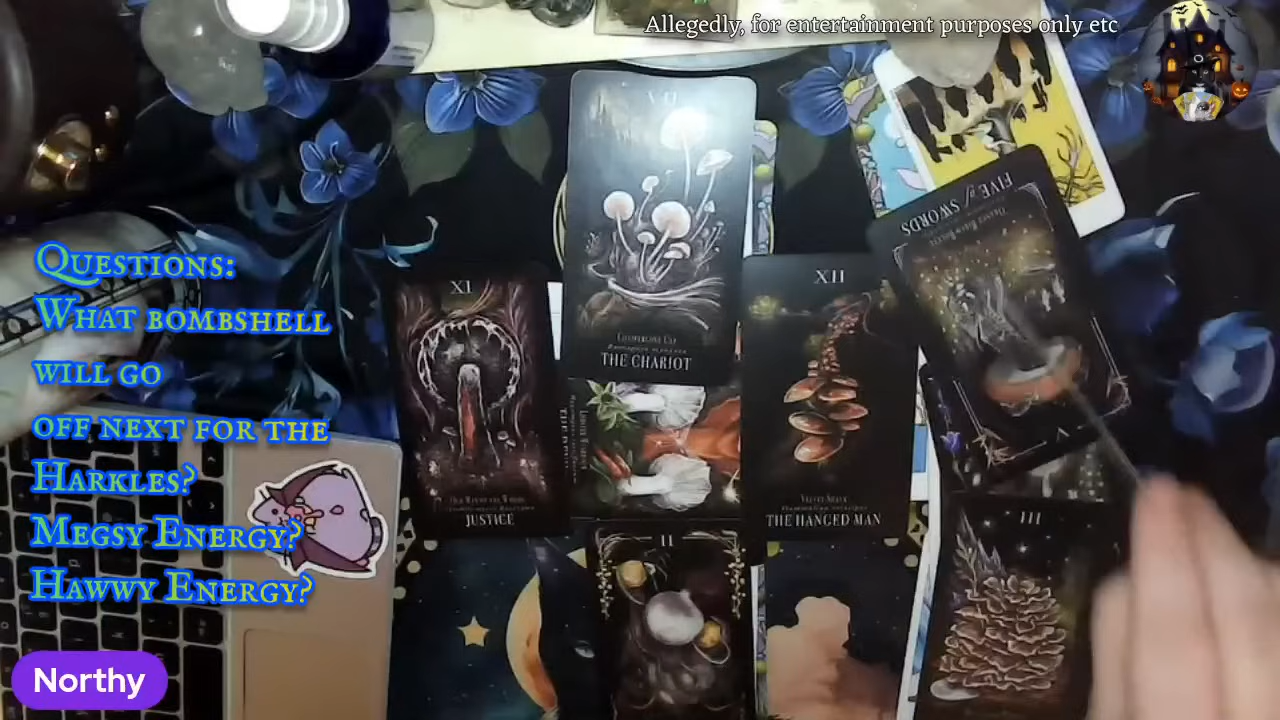 Allegedly, for entertainment purposes only etc
VII
FIVE of SWORDS
Questions:
What bombshell
will go
off next for the
Harkles?
Megsy Energy?
Hawwy Energy?
XI
XII
THE CHARIOT
JUSTICE
THE HANGED MAN
II
III
Northy